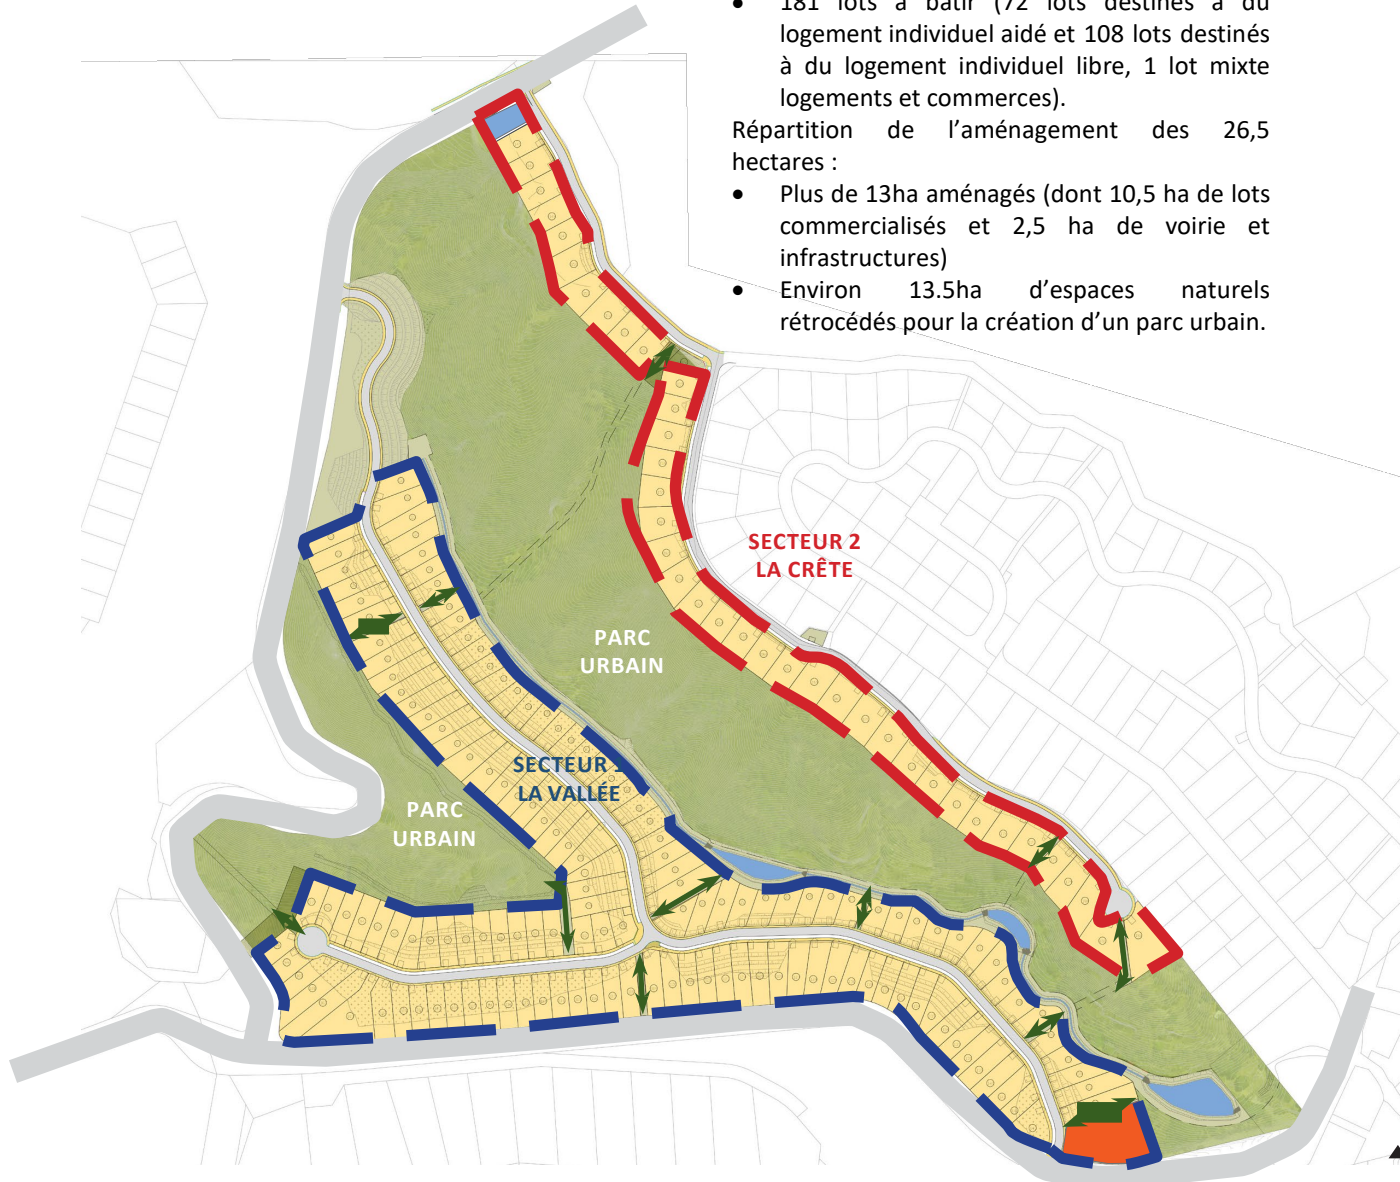 • 181 lots à bâtir (72 lots destinés à du
logement individuel aidé et 108 lots destinés
à du logement individuel libre, 1 lot mixte
logements et commerces).
Répartition de l’aménagement des 26,5
hectares :
• Plus de 13ha aménagés (dont 10,5 ha de lots
commercialisés et 2,5 ha de voirie et
infrastructures)
• Environ 13.5ha d’espaces naturels
rétrocédés pour la création d’un parc urbain.
SECTEUR 2
LA CRÊTE
PARC
URBAIN
SECTEUR 1
LA VALLÉE
PARC
URBAIN